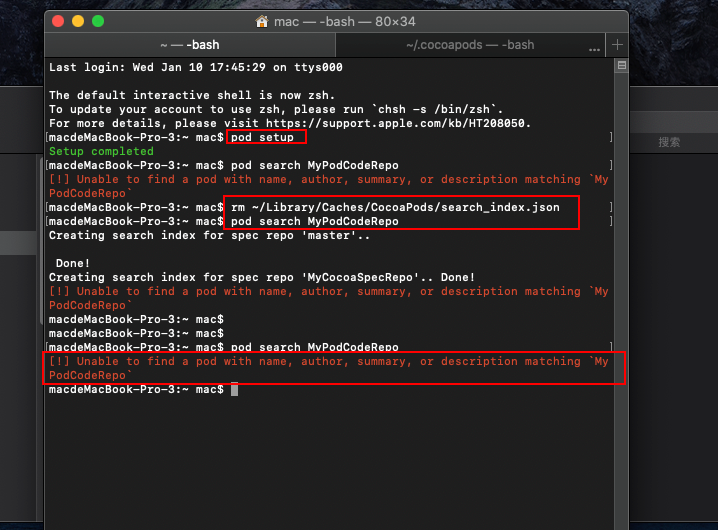 mac — -bash — 80×34
~ — -bash
~/.cocoapods — -bash
... +
Last login: Wed Jan 10 17:45:29 on ttys000
The default interactive shell is now zsh.
To update your account to use zsh, please run `chsh -s /bin/zsh`.
For more details, please visit https://support.apple.com/kb/HT208050.
[macdeMacBook-Pro-3:~ mac$ pod setup ]
Setup completed
[macdeMacBook-Pro-3:~ mac$ pod search MyPodCodeRepo ]
[!] Unable to find a pod with name, author, summary, or description matching `My
PodCodeRepo`
[macdeMacBook-Pro-3:~ mac$ rm ~/Library/Caches/CocoaPods/search_index.json ]
[macdeMacBook-Pro-3:~ mac$ pod search MyPodCodeRepo ]
Creating search index for spec repo 'master'..
Done!
Creating search index for spec repo 'MyCocoaSpecRepo'.. Done!
[!] Unable to find a pod with name, author, summary, or description matching `My
PodCodeRepo`
macdeMacBook-Pro-3:~ mac$
macdeMacBook-Pro-3:~ mac$
[macdeMacBook-Pro-3:~ mac$ pod search MyPodCodeRepo ]
[!] Unable to find a pod with name, author, summary, or description matching `My
PodCodeRepo`
macdeMacBook-Pro-3:~ mac$
搜索